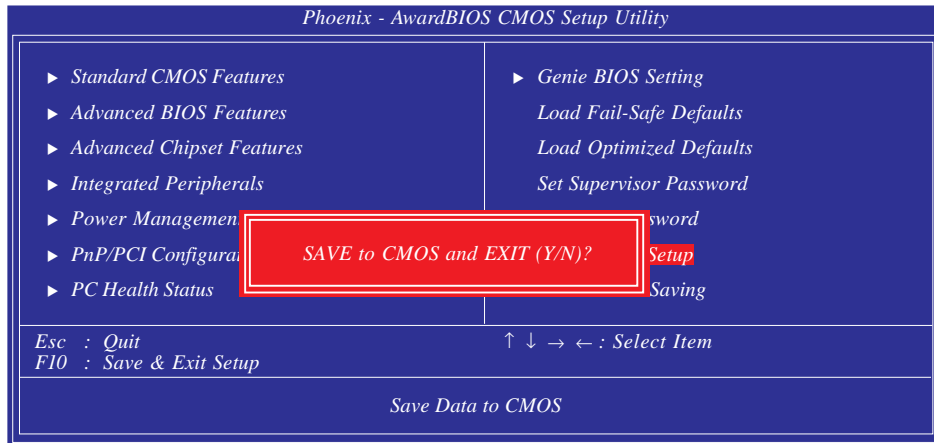 Phoenix - AwardBIOS CMOS Setup Utility
▶ Standard CMOS Features
▶ Advanced BIOS Features
▶ Advanced Chipset Features
▶ Integrated Peripherals
▶ Power Managemen
▶ PnP/PCI Configurat
▶ PC Health Status
▶ Genie BIOS Setting
Load Fail-Safe Defaults
Load Optimized Defaults
Set Supervisor Password
sword
Setup
Saving
SAVE to CMOS and EXIT (Y/N)?
Esc : Quit
F10 : Save & Exit Setup
↑ ↓ → ← : Select Item
Save Data to CMOS